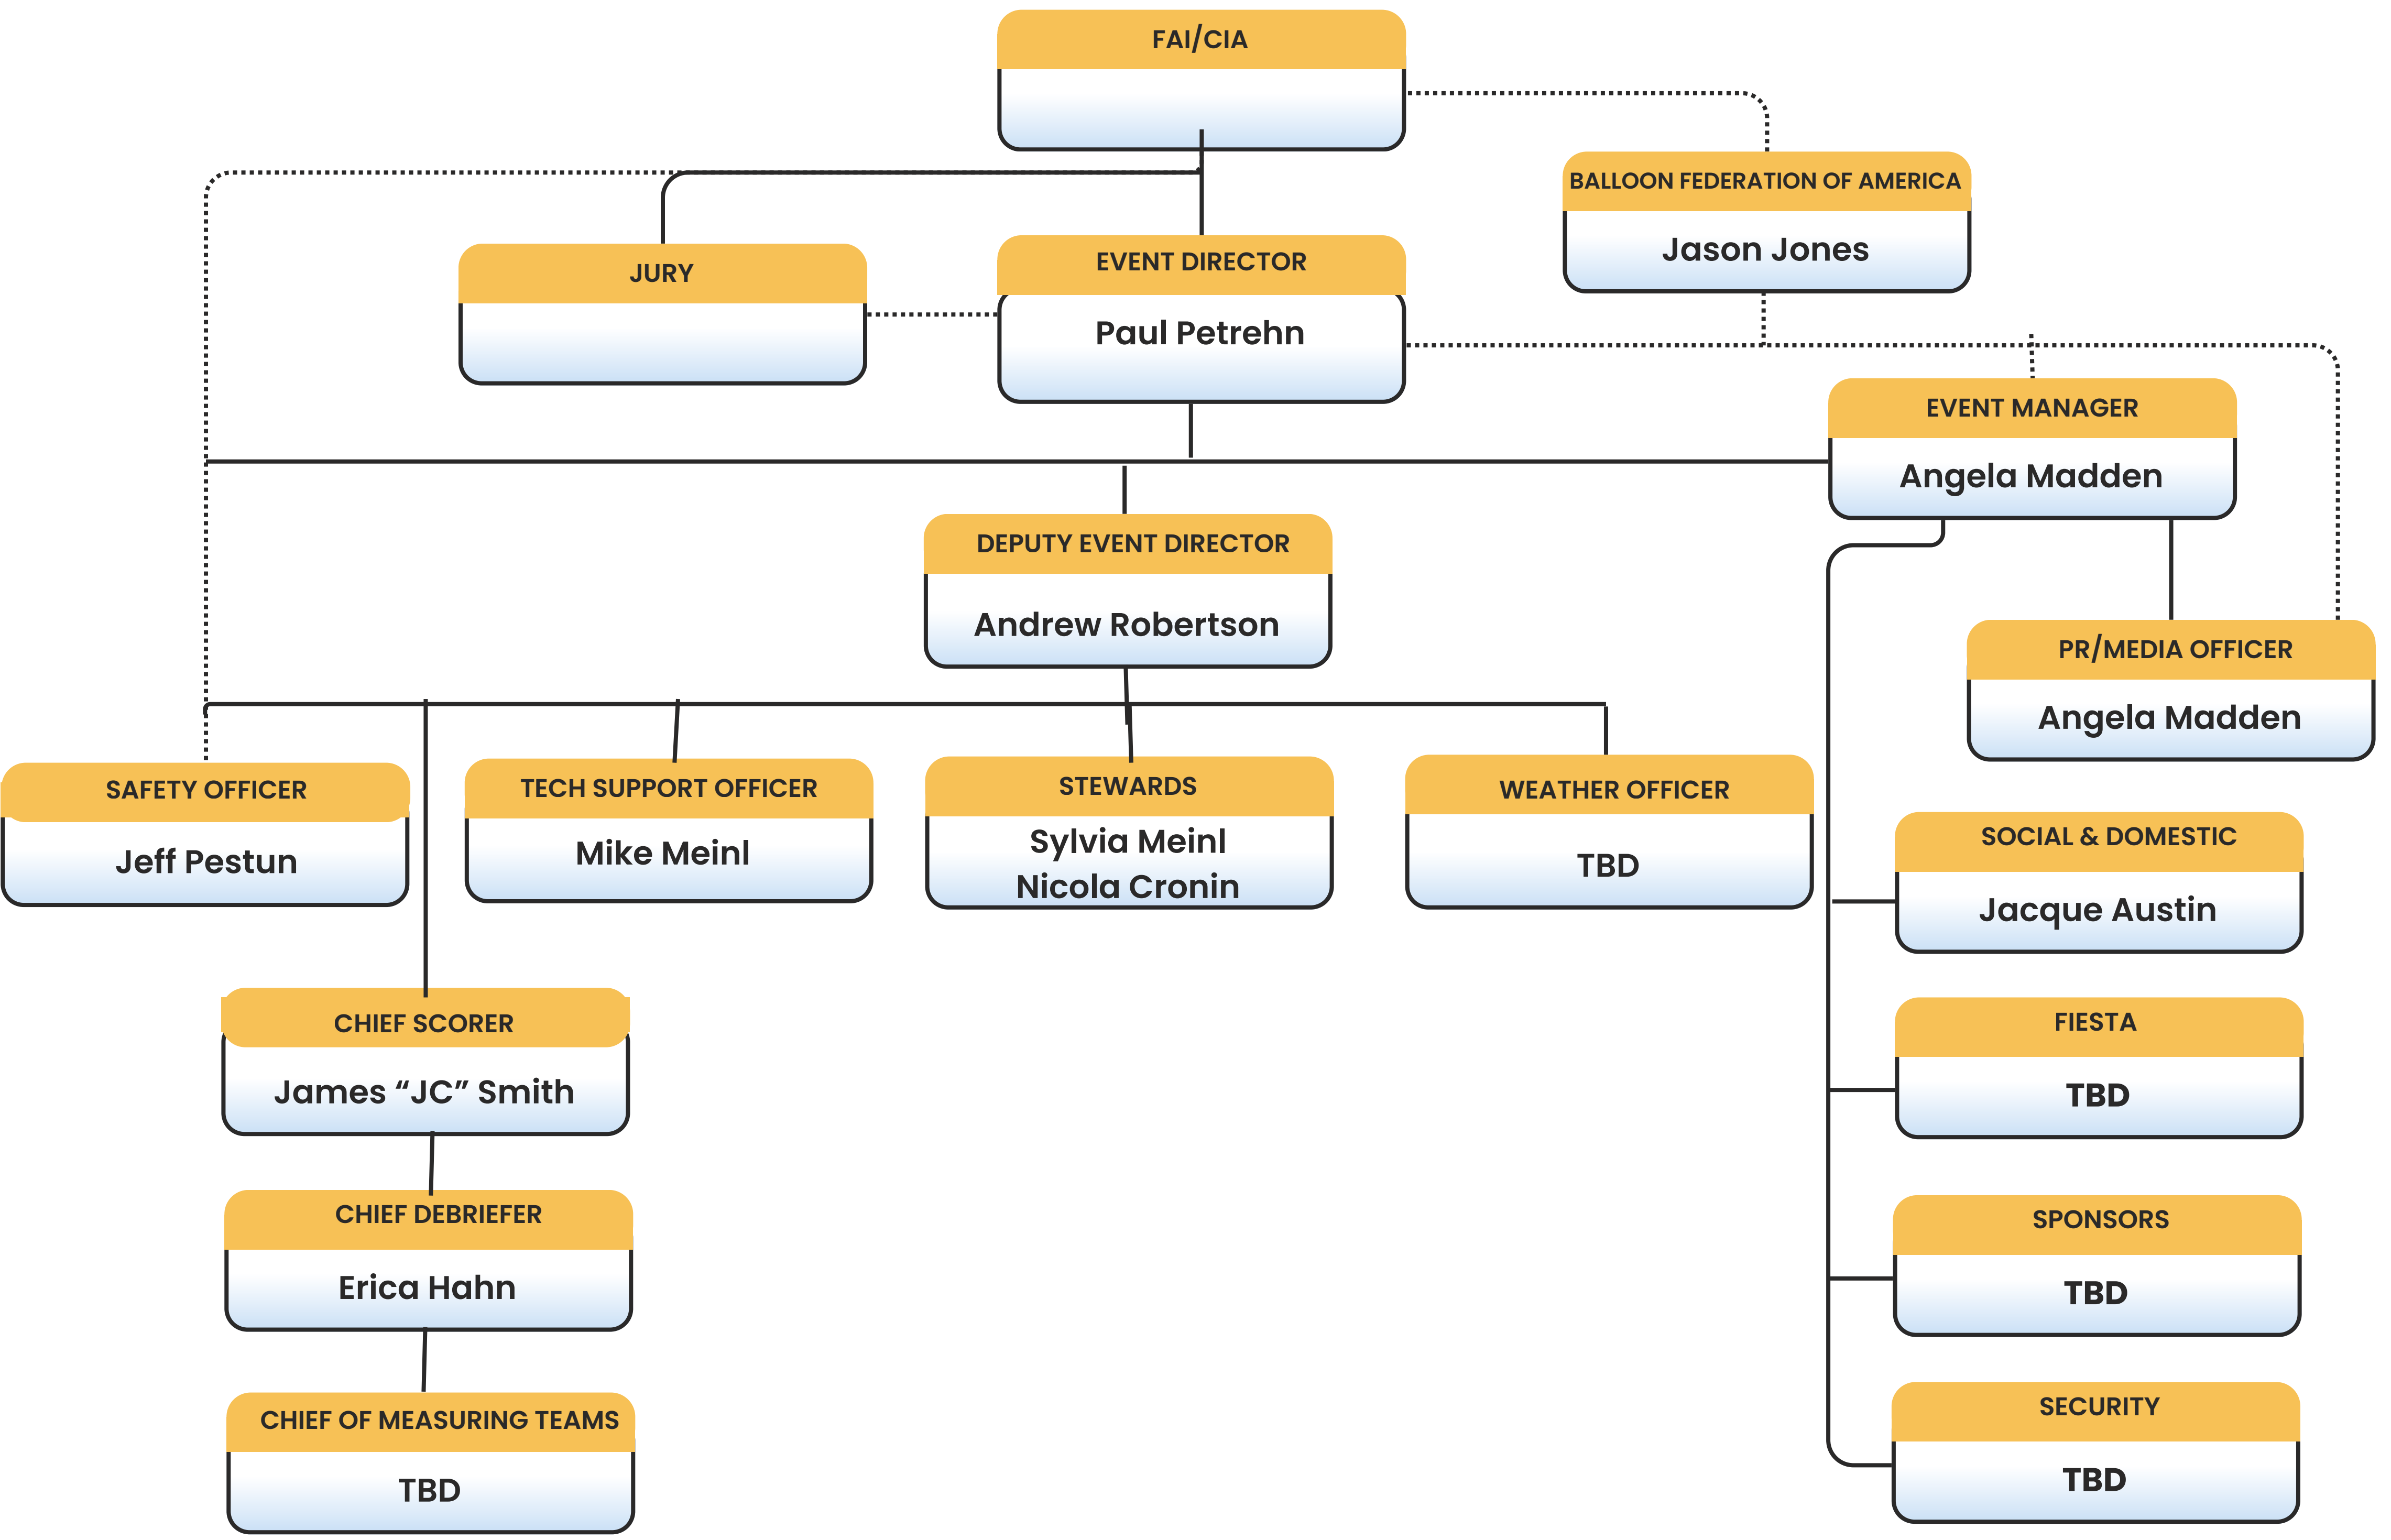 FAI/CIA
BALLOON FEDERATION OF AMERICA
Jason Jones
JURY
EVENT DIRECTOR
Paul Petrehn
EVENT MANAGER
Angela Madden
DEPUTY EVENT DIRECTOR
Andrew Robertson
PR/MEDIA OFFICER
Angela Madden
SAFETY OFFICER
Jeff Pestun
TECH SUPPORT OFFICER
Mike Meinl
STEWARDS
Sylvia Meinl
Nicola Cronin
WEATHER OFFICER
TBD
SOCIAL & DOMESTIC
Jacque Austin
CHIEF SCORER
James “JC” Smith
FIESTA
TBD
CHIEF DEBRIEFER
Erica Hahn
SPONSORS
TBD
CHIEF OF MEASURING TEAMS
TBD
SECURITY
TBD